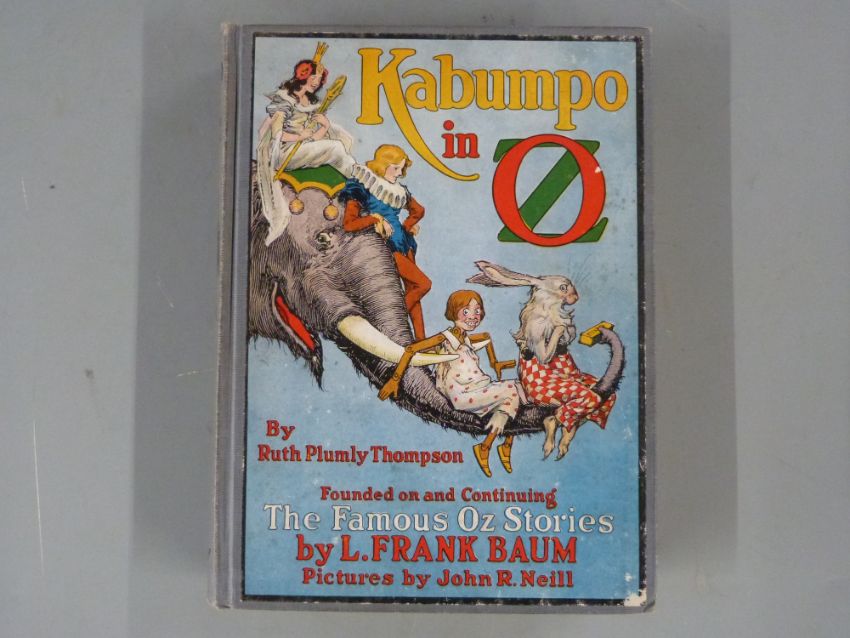 Kabumpo
in OZ
By
Ruth Plumly Thompson
Founded on and Continuing
The Famous Oz Stories
by L. FRANK BAUM
Pictures by John R. Neill